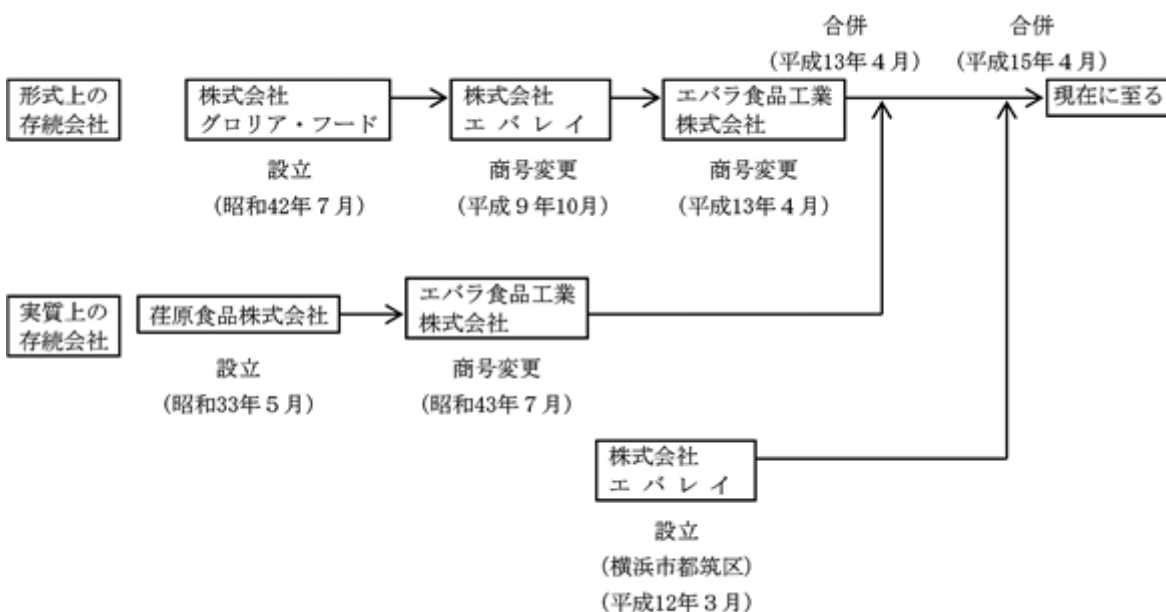 合併
(平成13年4月)
合併
(平成15年4月)
形式上の
存続会社
株式会社
グロリア・フード
株式会社
エバレイ
エバラ食品工業
株式会社
現在に至る
設立
(昭和42年7月)
商号変更
(平成9年10月)
商号変更
(平成13年4月)
実質上の
存続会社
荏原食品株式会社
エバラ食品工業
株式会社
設立
(昭和33年5月)
商号変更
(昭和43年7月)
株式会社
エバレイ
設立
(横浜市都筑区)
(平成12年3月)